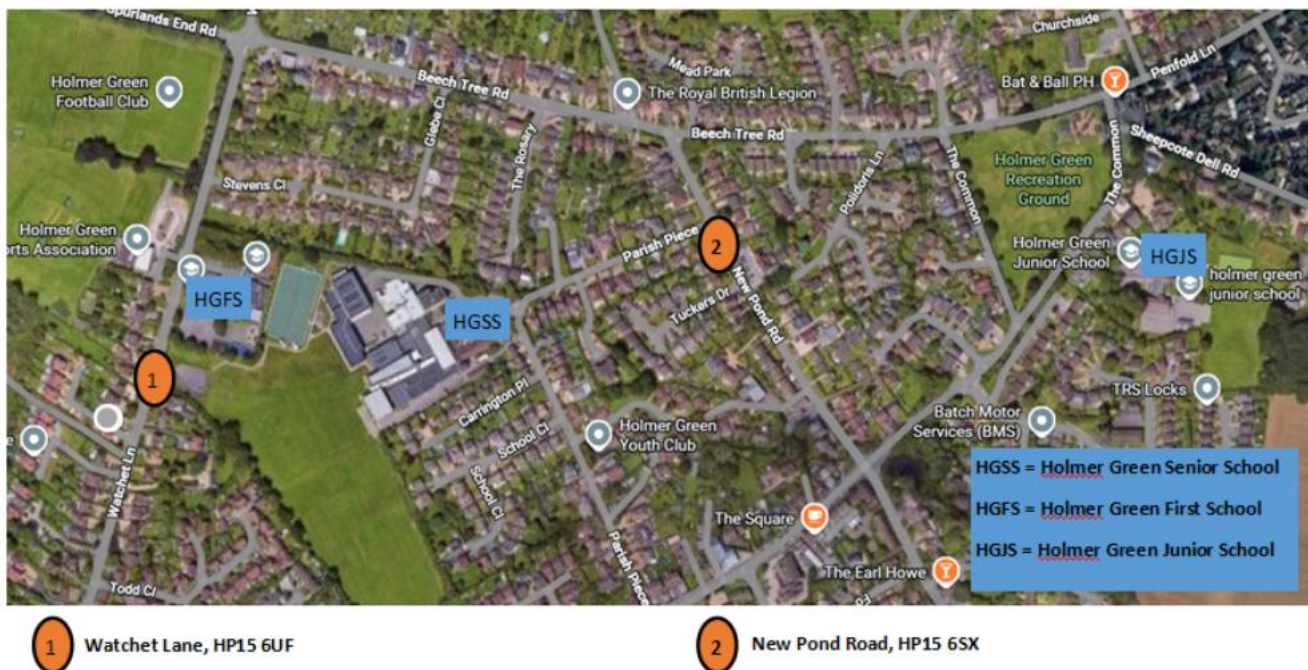 Spurlands End Rd
Holmer Green
Football Club
Beech Tree Rd
Glebe Cl
Stevens Cl
The Rosary
Mead Park
The Royal British Legion
Beech Tree Rd
Churchside
Bat & Ball PH
Penfold Ln
Sheepcote Dell Rd
The Common
Holmer Green
Recreation
Ground
The Common
Polidoris Ln
Holmer Green
orts Association
HGFS
Parish Piece
2
HGSS
Tuckers Dr
New Pond Rd
Holmer Green
Junior School
HGJS
holmer green
junior school
1
Carrington Pl
School Cl
School Cl
Holmer Green
Youth Club
Batch Motor
Services (BMS)
TRS Locks
Watchet Ln
The Square
Parish Piece
The Earl Howe
Todd Cl
HGSS = Holmer Green Senior School
HGFS = Holmer Green First School
HGJS = Holmer Green Junior School
1 Watchet Lane, HP15 6UF
2 New Pond Road, HP15 6SX